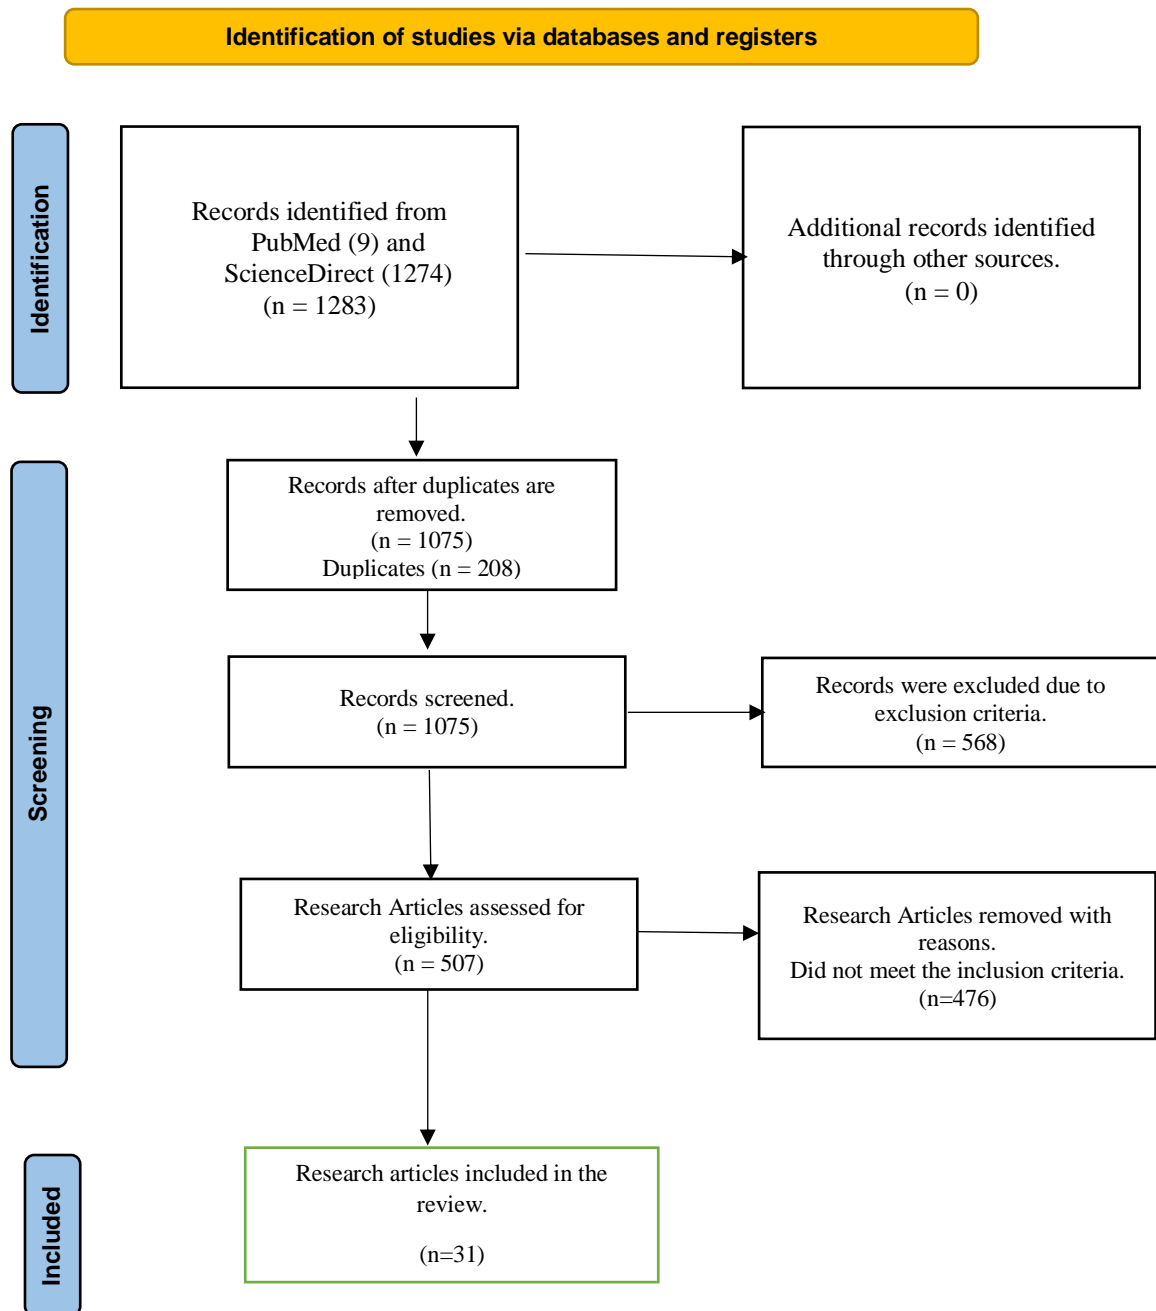 Identification of studies via databases and registers
Identification
Records identified from
PubMed (9) and
ScienceDirect (1274)
(n = 1283)
Additional records identified
through other sources.
(n = 0)
Screening
Records after duplicates are
removed.
(n = 1075)
Duplicates (n = 208)
Records screened.
(n = 1075)
Records were excluded due to
exclusion criteria.
(n = 568)
Research Articles assessed for
eligibility.
(n = 507)
Research Articles removed with
reasons.
Did not meet the inclusion criteria.
(n=476)
Included
Research articles included in the
review.
(n=31)